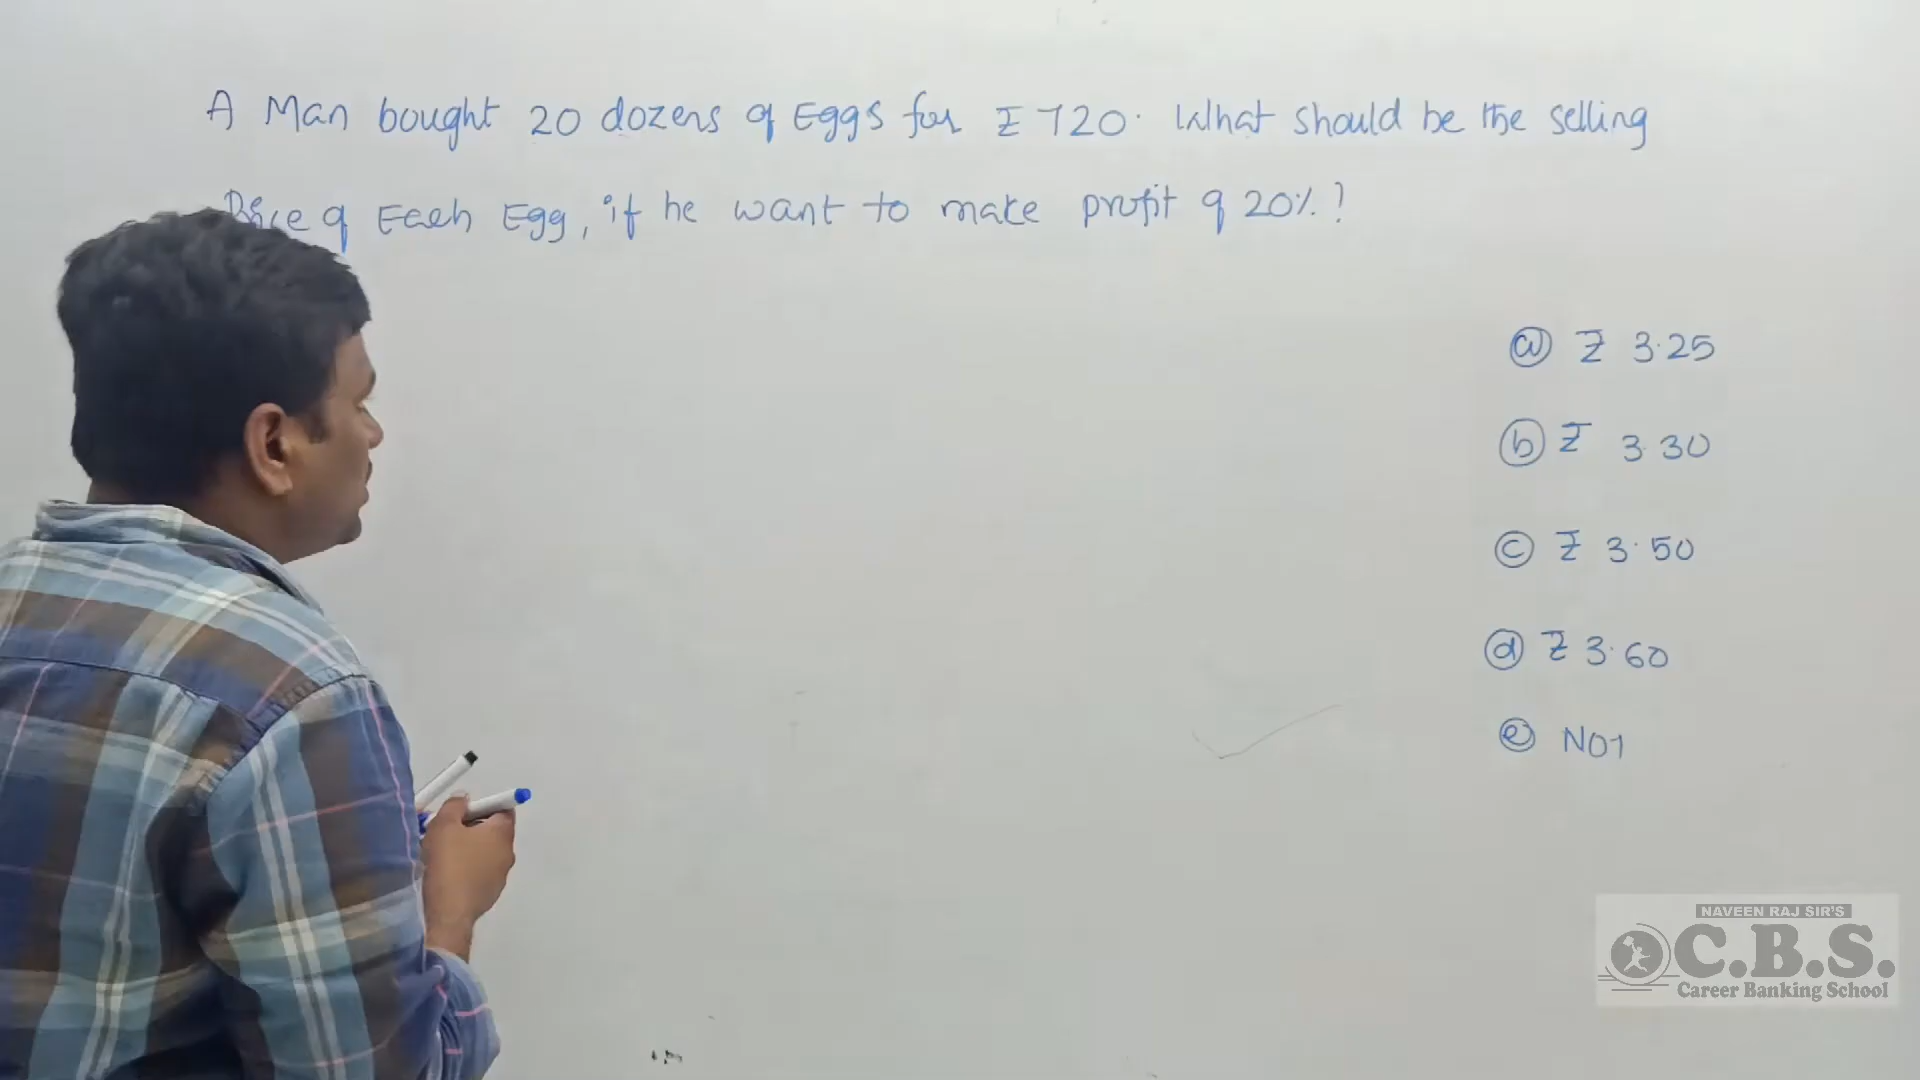 A Man bought 20 dozens of Eggs for ₹ 720. What should be the selling
Price of Each Egg, if he want to make profit of 20%?
a ₹ 3.25
b ₹ 3.30
c ₹ 3.50
d ₹ 3.60
e NOT
NAVEEN RAJ SIR'S
C.B.S.
Career Banking School